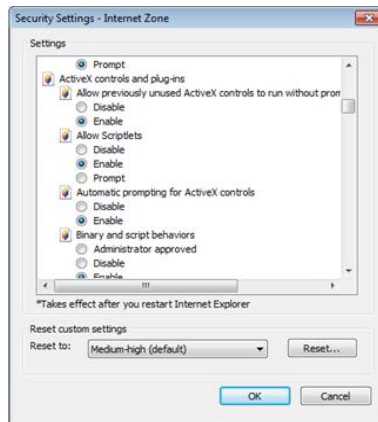 Security Settings - Internet Zone
Settings
Prompt
ActiveX controls and plug-ins
Allow previously unused ActiveX controls to run without prom
Disable
Enable
Allow Scriptlets
Disable
Enable
Prompt
Automatic prompting for ActiveX controls
Disable
Enable
Binary and script behaviors
Administrator approved
Disable
Enable
*Takes effect after you restart Internet Explorer
Reset custom settings
Reset to: Medium-high (default) Reset...
OK Cancel